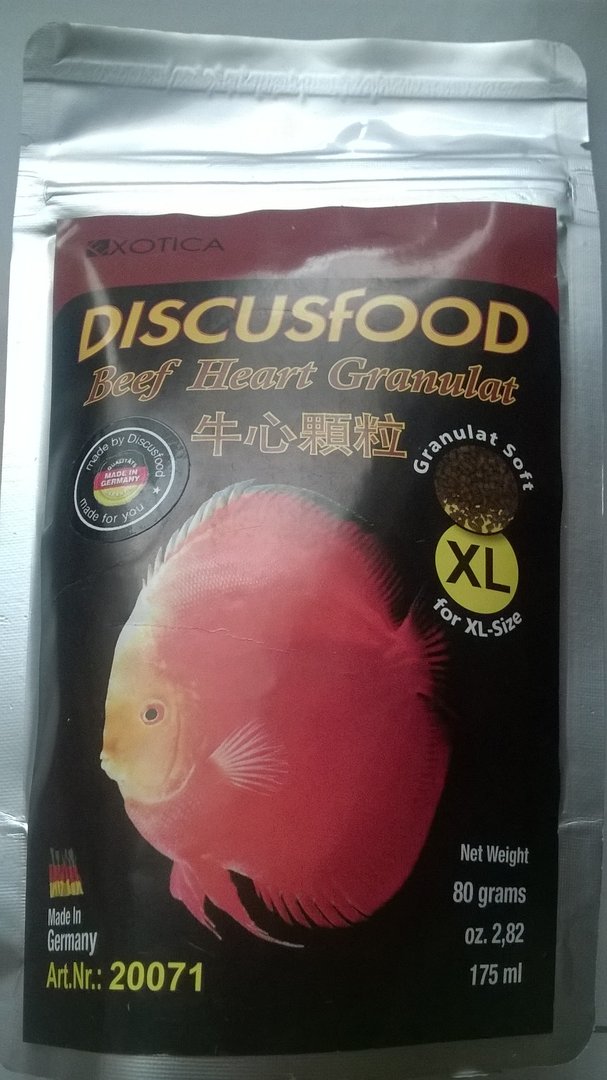 EXOTICA
DISCUSfOOD
Beef Heart Granulat
牛心顆粒
made by Discusfood
QUALITÄT
MADE IN
GERMANY
made for you
Granulat Soft
XL
for XL-Size
Made In
Germany
Art.Nr.: 20071
Net Weight
80 grams
oz. 2,82
175 ml